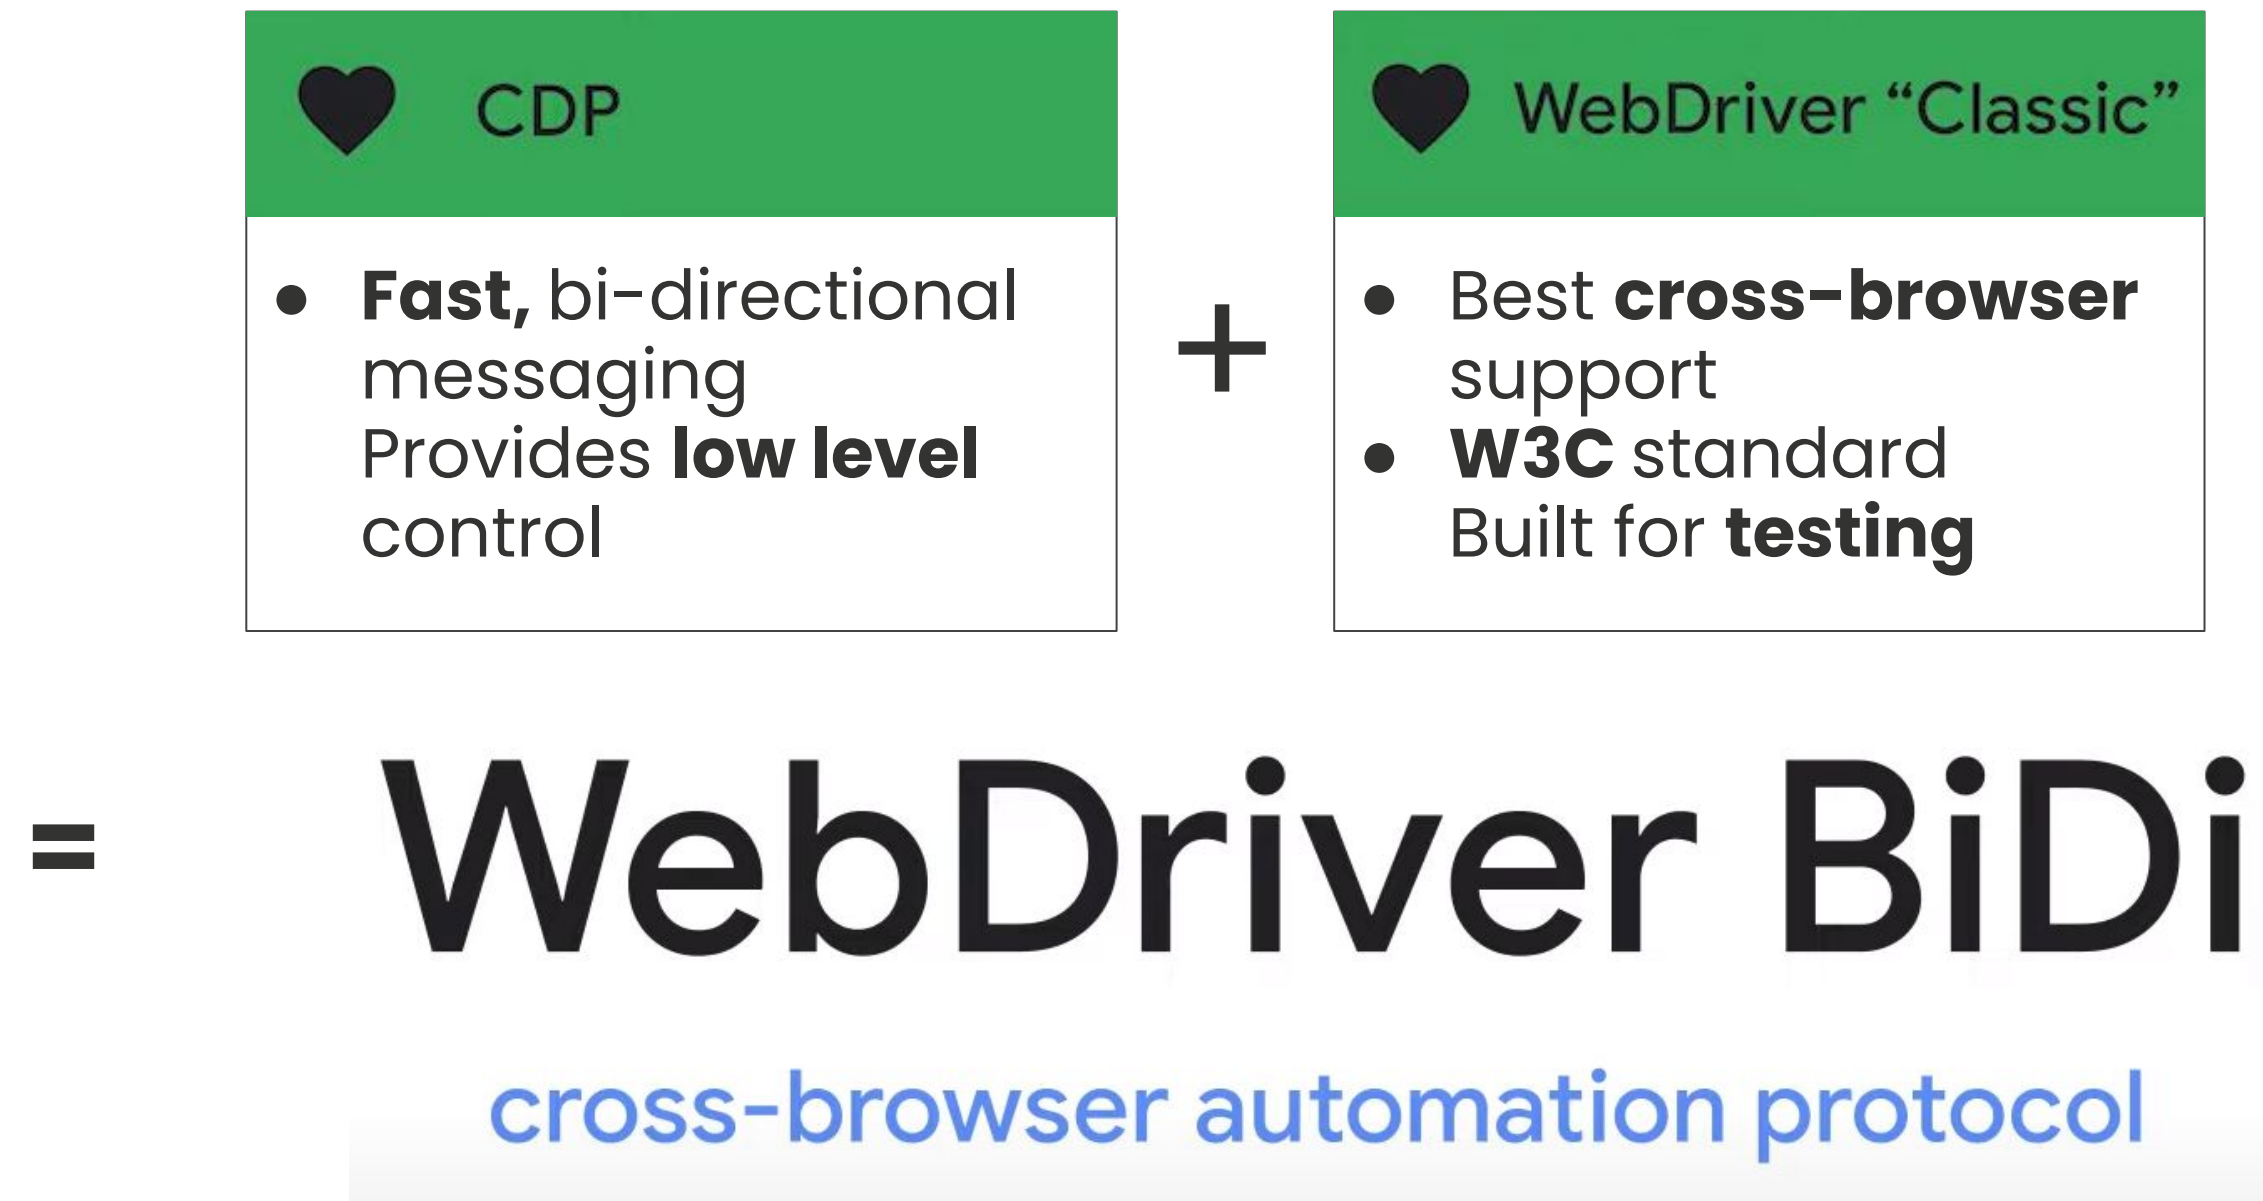 CDP
● Fast, bi-directional
messaging
Provides low level
control
+
WebDriver “Classic”
● Best cross-browser
support
● W3C standard
Built for testing
=
WebDriver BiDi
cross-browser automation protocol